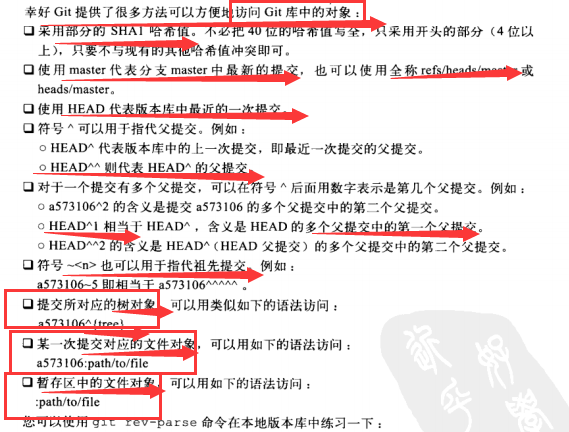 幸好 Git 提供了很多方法可以方便地访问 Git 库中的对象：
❑ 采用部分的 SHA1 哈希值。不必把 40 位的哈希值写全，只采用开头的部分（4 位以
上），只要不与现有的其他哈希值冲突即可。
❑ 使用 master 代表分支 master 中最新的提交，也可以使用全称 refs/heads/master 或
heads/master。
❑ 使用 HEAD 代表版本库中最近的一次提交。
❑ 符号 ^ 可以用于指代父提交。例如：
○ HEAD^ 代表版本库中的上一次提交，即最近一次提交的父提交。
○ HEAD^^ 则代表 HEAD^ 的父提交。
❑ 对于一个提交有多个父提交，可以在符号 ^ 后面用数字表示是第几个父提交。例如：
○ a573106^2 的含义是提交 a573106 的多个父提交中的第二个父提交。
○ HEAD^1 相当于 HEAD^，含义是 HEAD 的多个父提交中的第一个父提交。
○ HEAD^^2 的含义是 HEAD^（HEAD 父提交）的多个父提交中的第二个父提交。
❑ 符号 ~<n> 也可以用于指代祖先提交。例如：
a573106~5 即相当于 a573106^^^^^。
❑ 提交所对应的树对象，可以用类似如下的语法访问：
a573106^{tree}
❑ 某一次提交对应的文件对象，可以用如下的语法访问：
a573106:path/to/file
❑ 暂存区中的文件对象，可以用如下的语法访问：
:path/to/file
您可以使用 git rev-parse 命令在本地版本库中练习一下：